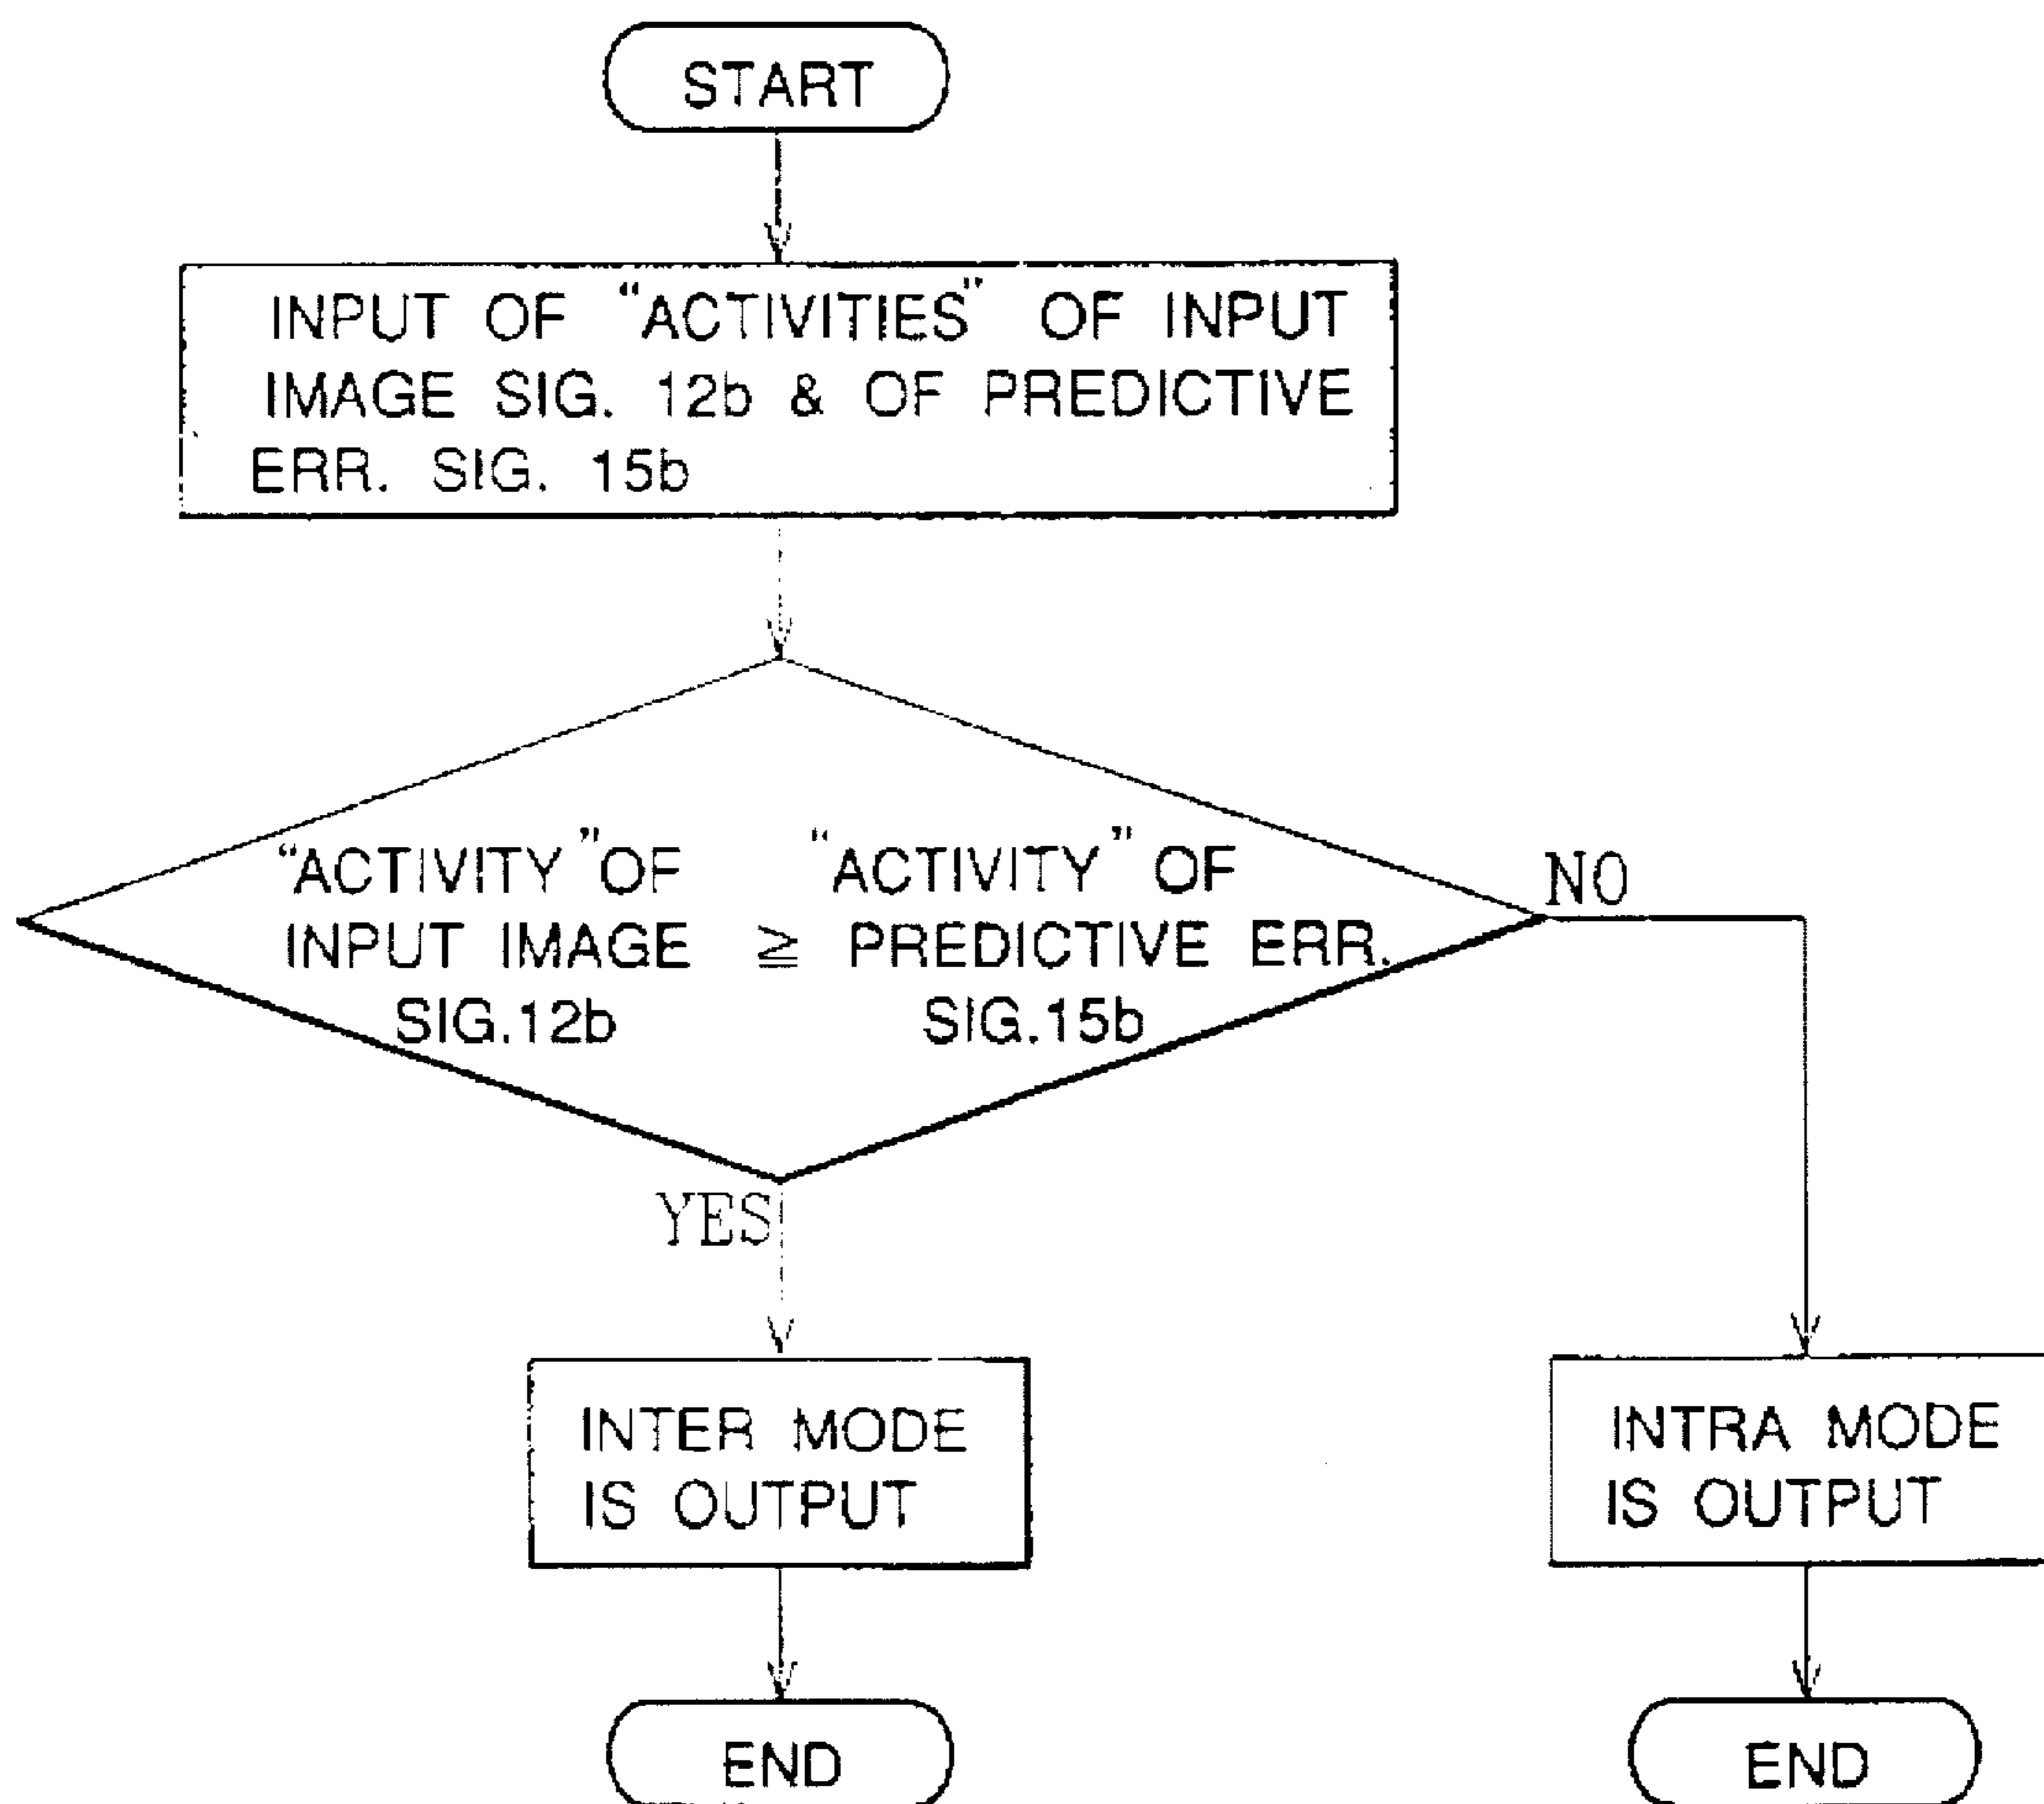 START
INPUT OF “ACTIVITIES” OF INPUT
IMAGE SIG. 12b & OF PREDICTIVE
ERR. SIG. 15b
“ACTIVITY”OF “ACTIVITY” OF
INPUT IMAGE ≧ PREDICTIVE ERR.
SIG.12b SIG.15b
NO
YES
INTER MODE
IS OUTPUT
INTRA MODE
IS OUTPUT
END
END